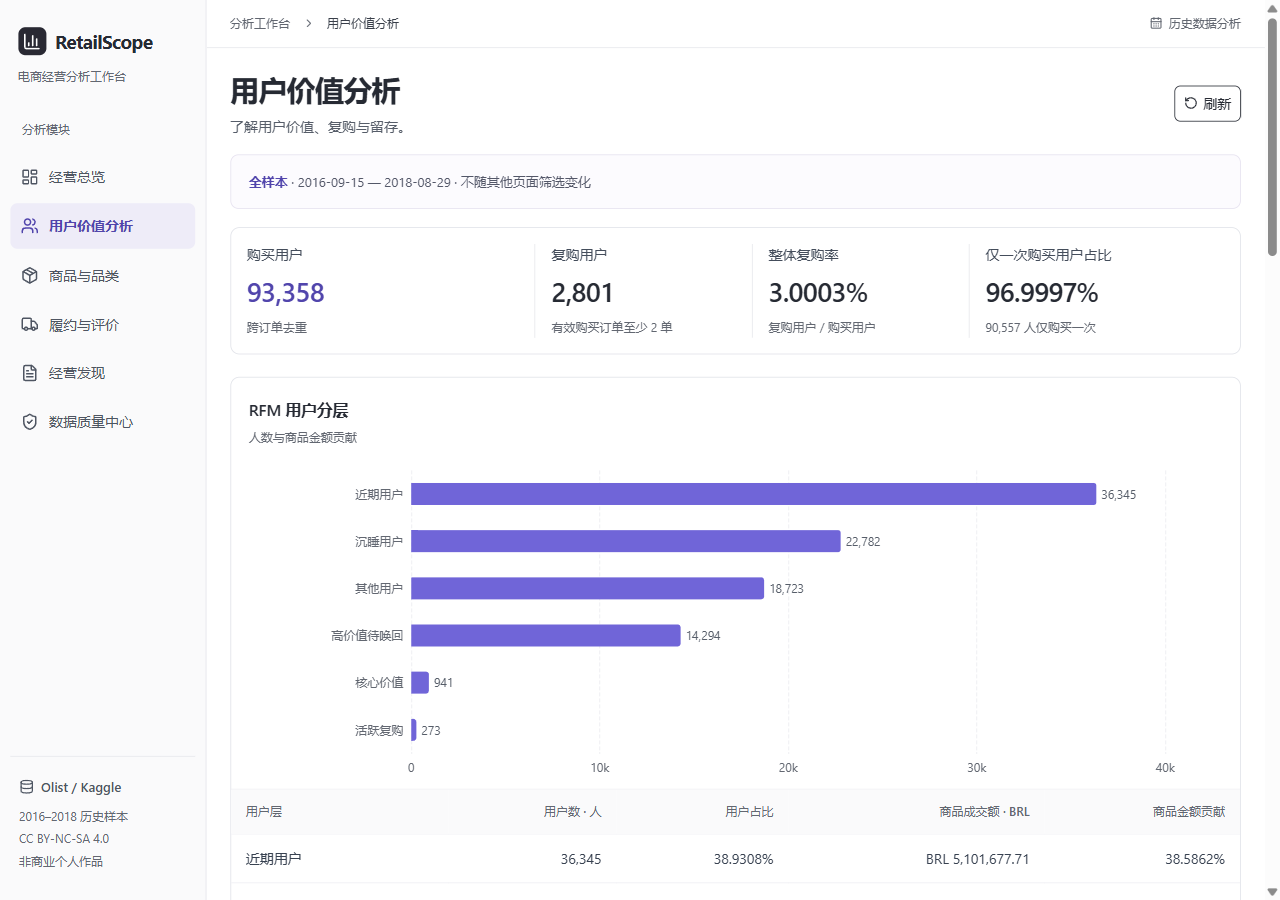 RetailScope
电商经营分析工作台
分析模块
经营总览
用户价值分析
商品与品类
履约与评价
经营发现
数据质量中心
Olist / Kaggle
2016–2018 历史样本
CC BY-NC-SA 4.0
非商业个人作品
分析工作台 > 用户价值分析
历史数据分析
用户价值分析
了解用户价值、复购与留存。
刷新
全样本 · 2016-09-15 — 2018-08-29 · 不随其他页面筛选变化
购买用户
93,358
跨订单去重
复购用户
2,801
有效购买订单至少 2 单
整体复购率
3.0003%
复购用户 / 购买用户
仅一次购买用户占比
96.9997%
90,557 人仅购买一次
RFM 用户分层
人数与商品金额贡献
近期用户 36,345
沉睡用户 22,782
其他用户 18,723
高价值待唤回 14,294
核心价值 941
活跃复购 273
0 10k 20k 30k 40k
用户层 用户数 · 人 用户占比 商品成交额 · BRL 商品金额贡献
近期用户 36,345 38.9308% BRL 5,101,677.71 38.5862%